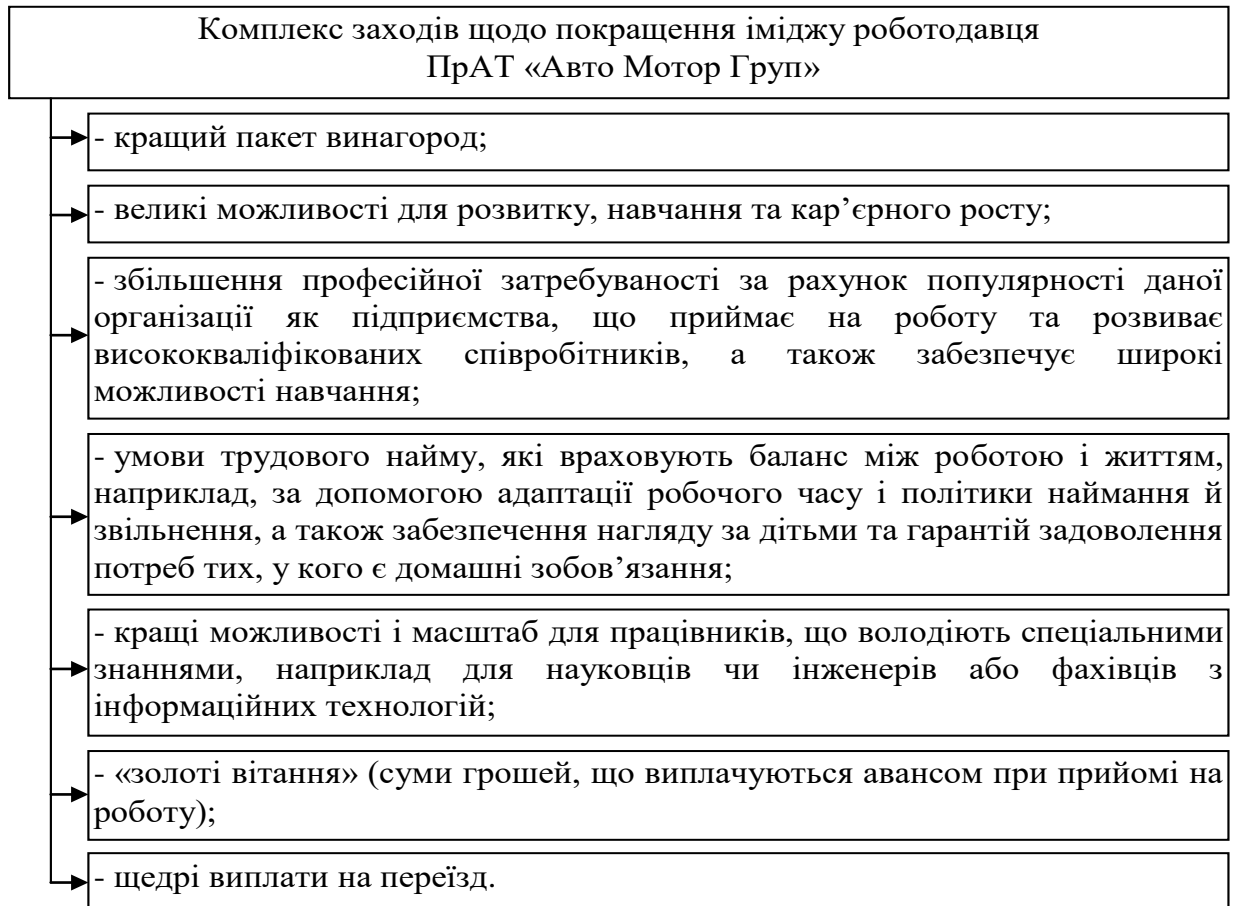 Комплекс заходів щодо покращення іміджу роботодавця
ПрАТ «Авто Мотор Груп»
- кращий пакет винагород;
- великі можливості для розвитку, навчання та кар’єрного росту;
- збільшення професійної затребуваності за рахунок популярності даної
організації як підприємства, що приймає на роботу та розвиває
висококваліфікованих співробітників, а також забезпечує широкі
можливості навчання;
- умови трудового найму, які враховують баланс між роботою і життям,
наприклад, за допомогою адаптації робочого часу і політики наймання й
звільнення, а також забезпечення нагляду за дітьми та гарантій задоволення
потреб тих, у кого є домашні зобов’язання;
- кращі можливості і масштаб для працівників, що володіють спеціальними
знаннями, наприклад для науковців чи інженерів або фахівців з
інформаційних технологій;
- «золоті вітання» (суми грошей, що виплачуються авансом при прийомі на
роботу);
- щедрі виплати на переїзд.